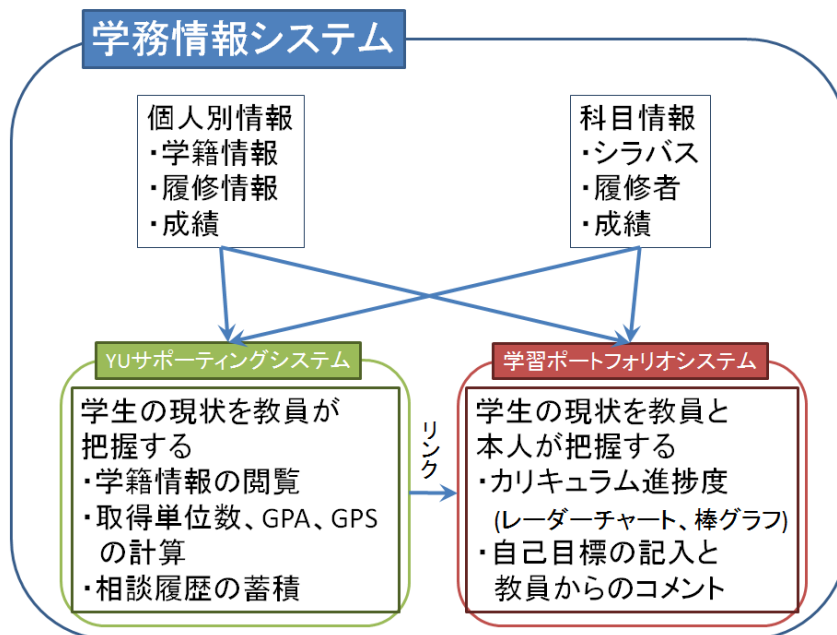 学務情報システム
個人別情報
・学籍情報
・履修情報
・成績
科目情報
・シラバス
・履修者
・成績
YUサポーティングシステム
学生の現状を教員が
把握する
・学籍情報の閲覧
・取得単位数、GPA、GPS
の計算
・相談履歴の蓄積
リンク
学習ポートフォリオシステム
学生の現状を教員と
本人が把握する
・カリキュラム進捗度
(レーダーチャート、棒グラフ)
・自己目標の記入と
教員からのコメント